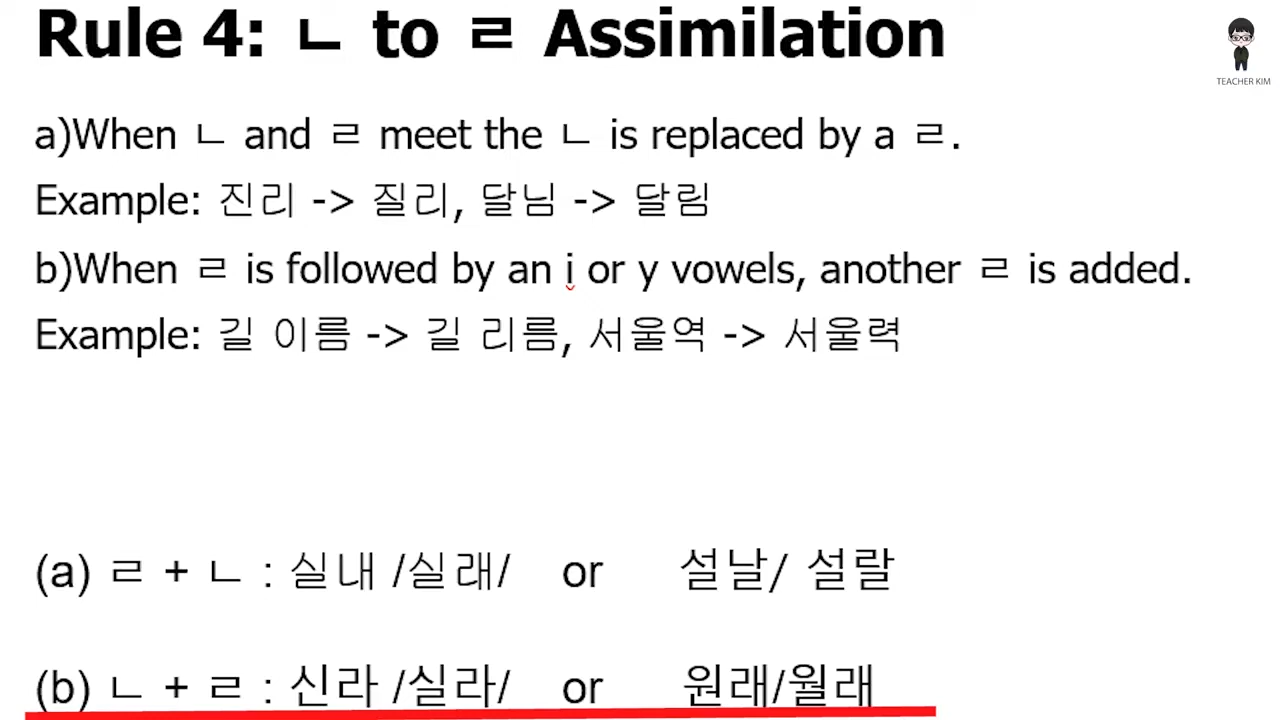 Rule 4: ㄴ to ㄹ Assimilation
TEACHER KIM
a)When ㄴ and ㄹ meet the ㄴ is replaced by a ㄹ.
Example: 진리 -> 질리, 달님 -> 달림
b)When ㄹ is followed by an i or y vowels, another ㄹ is added.
Example: 길 이름 -> 길 리름, 서울역 -> 서울력
(a) ㄹ + ㄴ : 실내 /실래/ or 설날/ 설랄
(b) ㄴ + ㄹ : 신라 /실라/ or 원래/월래